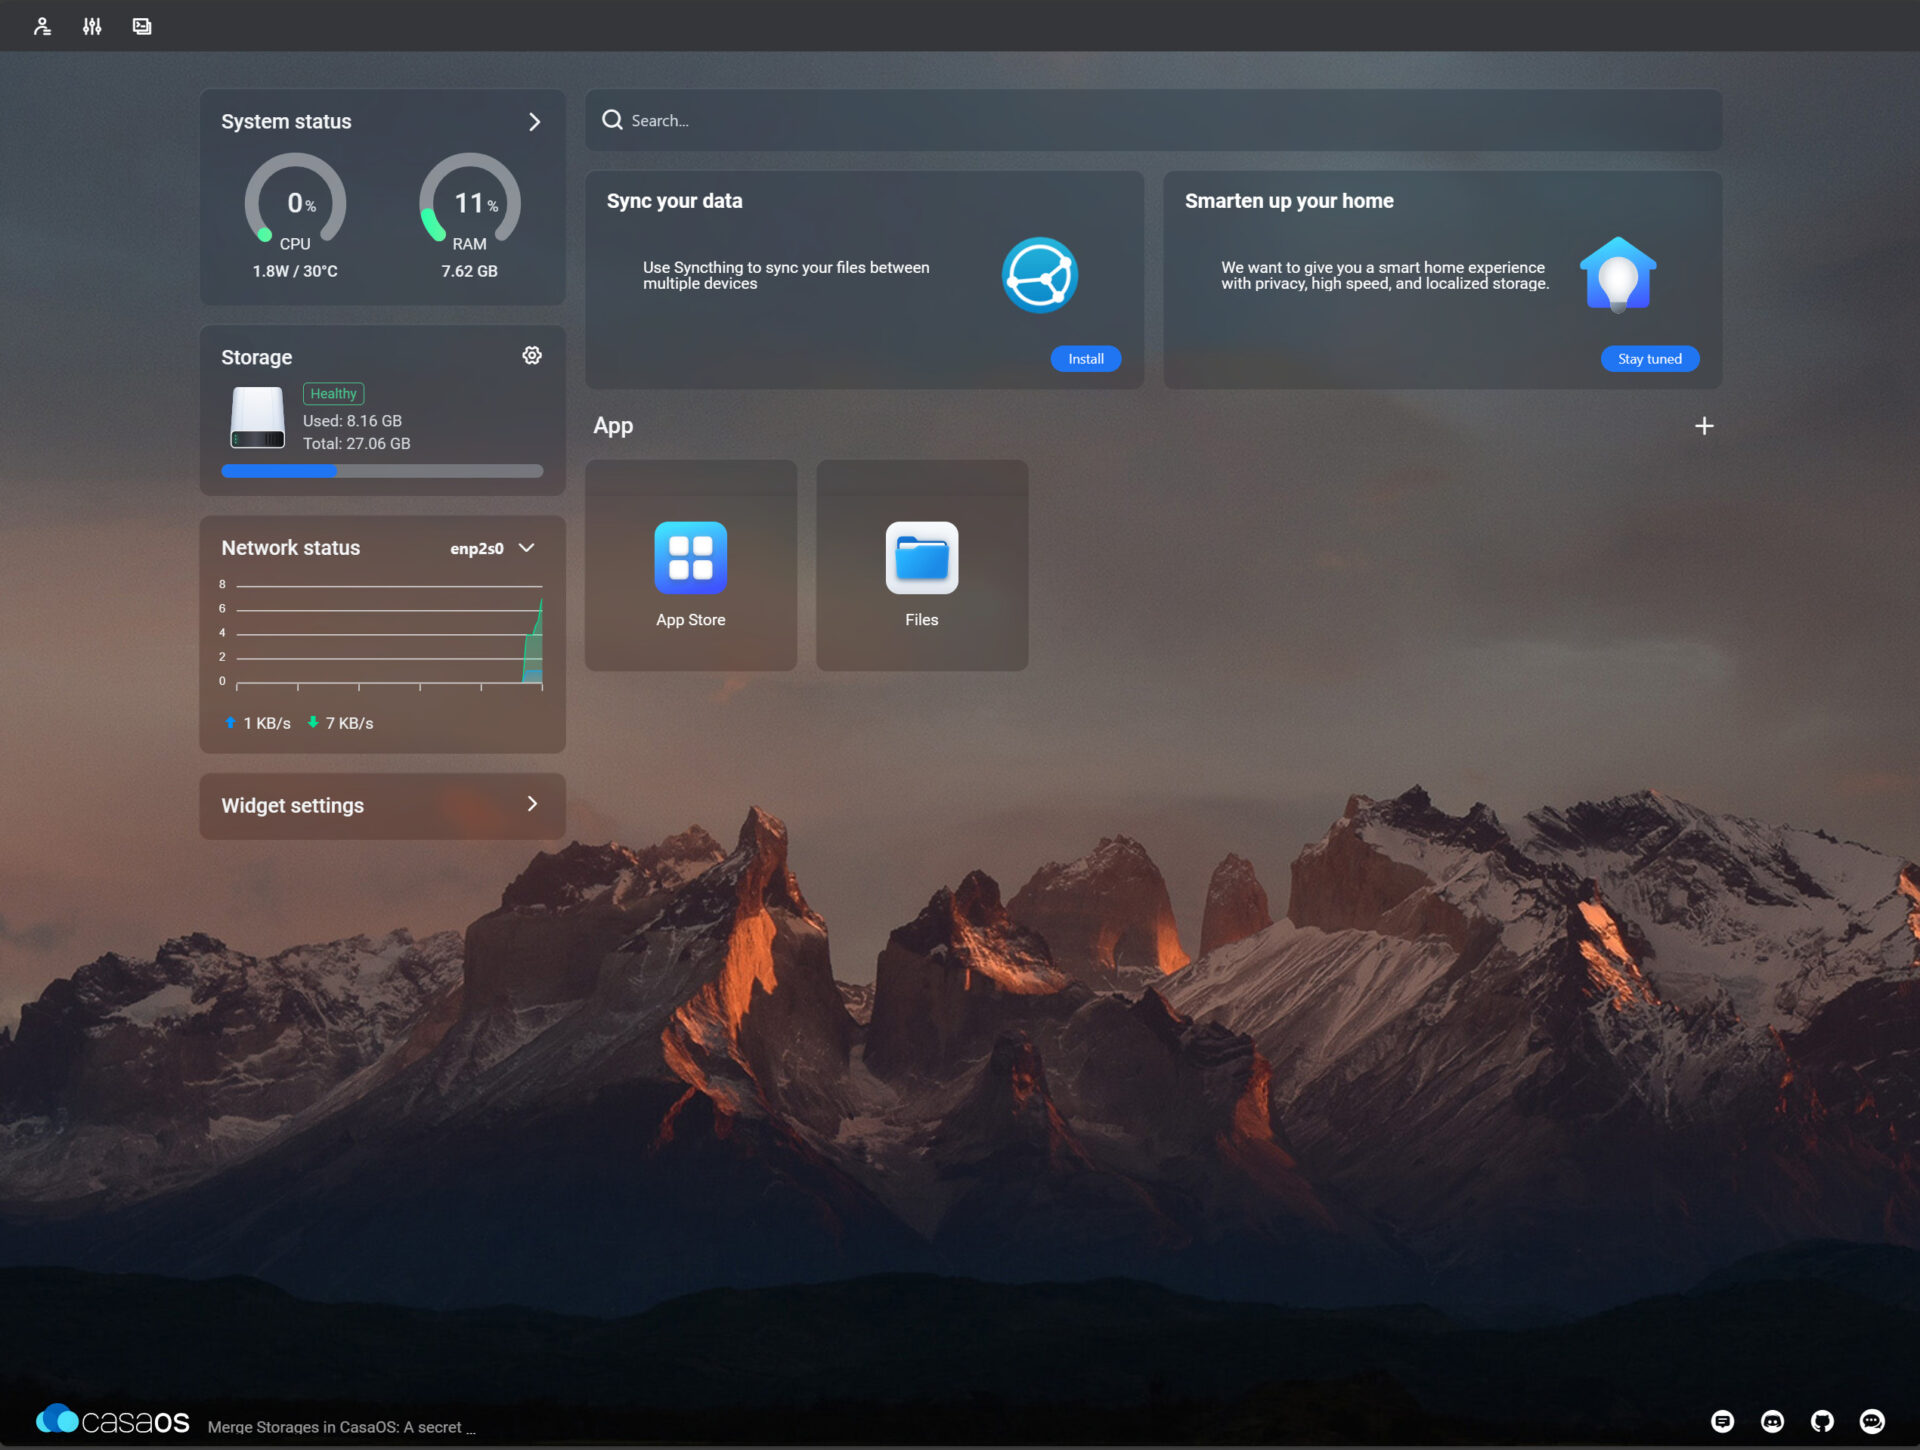 System status
0%
CPU
1.8W / 30°C
11%
RAM
7.62 GB
Storage
Healthy
Used: 8.16 GB
Total: 27.06 GB
Network status
enp2s0
8
6
4
2
0
1 KB/s
7 KB/s
Widget settings
Search...
Sync your data
Use Syncthing to sync your files between
multiple devices
Install
Smarten up your home
We want to give you a smart home experience
with privacy, high speed, and localized storage.
Stay tuned
App
App Store
Files
casaOS
Merge Storages in CasaOS: A secret ...